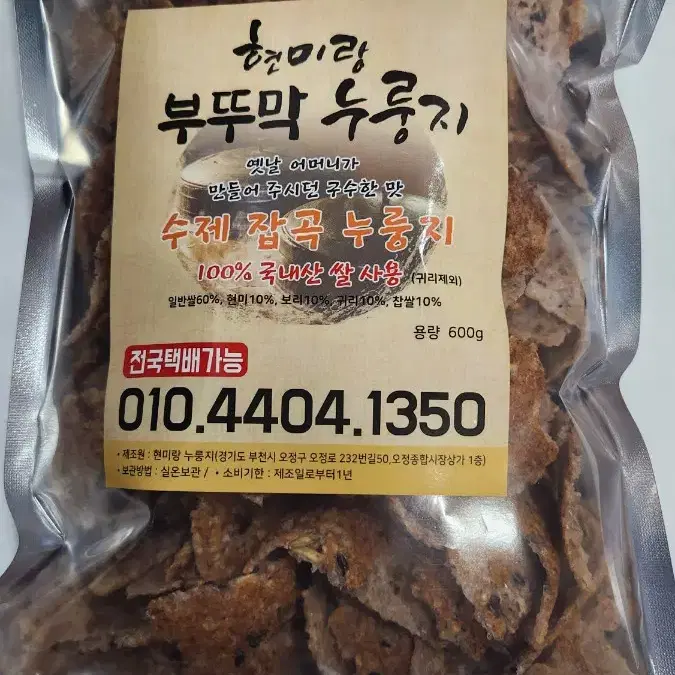 현미랑
부뚜막 누룽지
옛날 어머니가
만들어 주시던 구수한 맛
수제 잡곡 누룽지
100% 국내산 쌀 사용 (귀리제외)
일반쌀60%, 현미10%, 보리10%, 귀리10%, 찹쌀10%
용량 600g
전국택배가능
010.4404.1350
• 제조원 : 현미랑 누룽지(경기도 부천시 오정구 오정로 232번길50,오정종합시장상가 1층)
• 보관방법 : 실온보관 / • 소비기한 : 제조일로부터1년